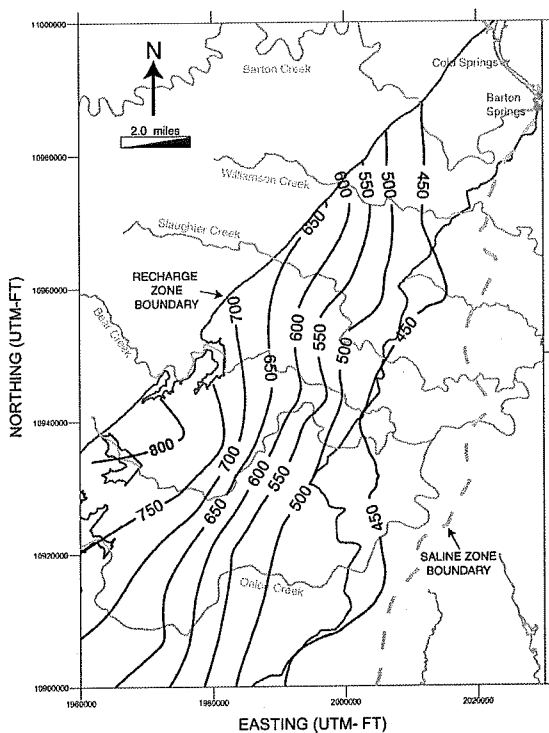 11000000
N
Barton Creek
Cold Springs
2.0 miles
Barton
Springs
10980000
Williamson Creek
600
550
500
450
650
Slaughter Creek
10960000
RECHARGE
ZONE
BOUNDARY
700
Bear Creek
600
550
450
500
650
NORTHING (UTM-FT)
10940000
800
700
600
550
750
650
500
450
10920000
SALINE ZONE
BOUNDARY
Onion Creek
10900000
1960000
1980000
2000000
2020000
EASTING (UTM- FT)